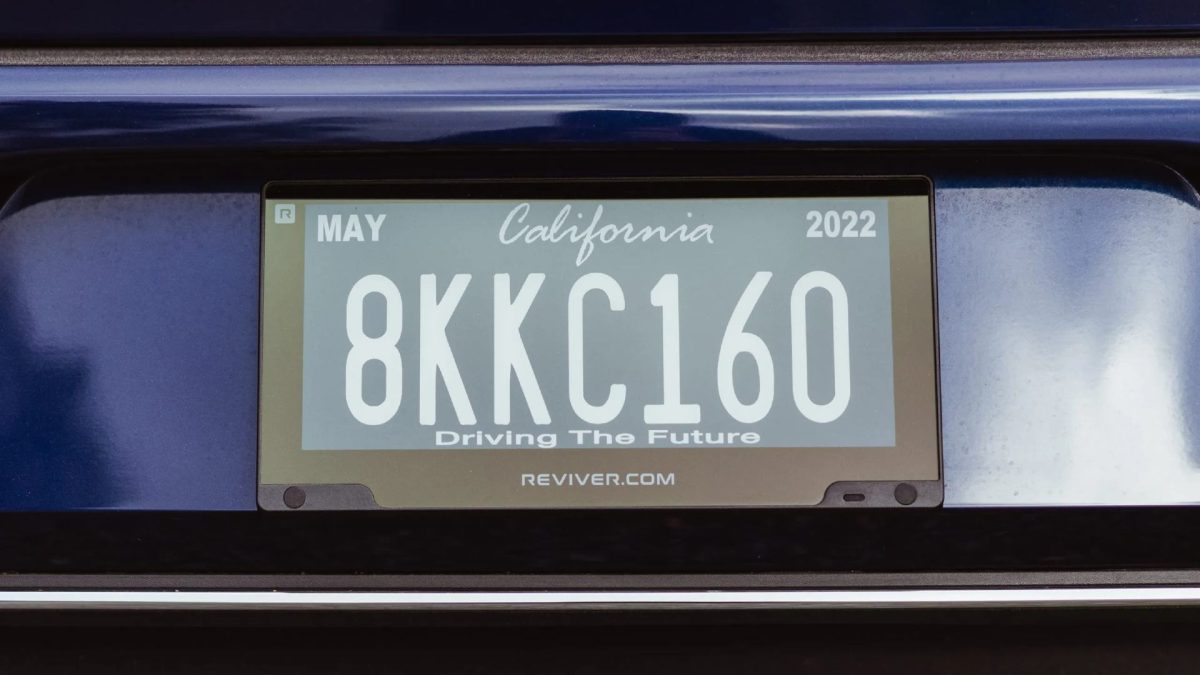 R
MAY California 2022
8KKC160
Driving The Future
REVIVER.COM